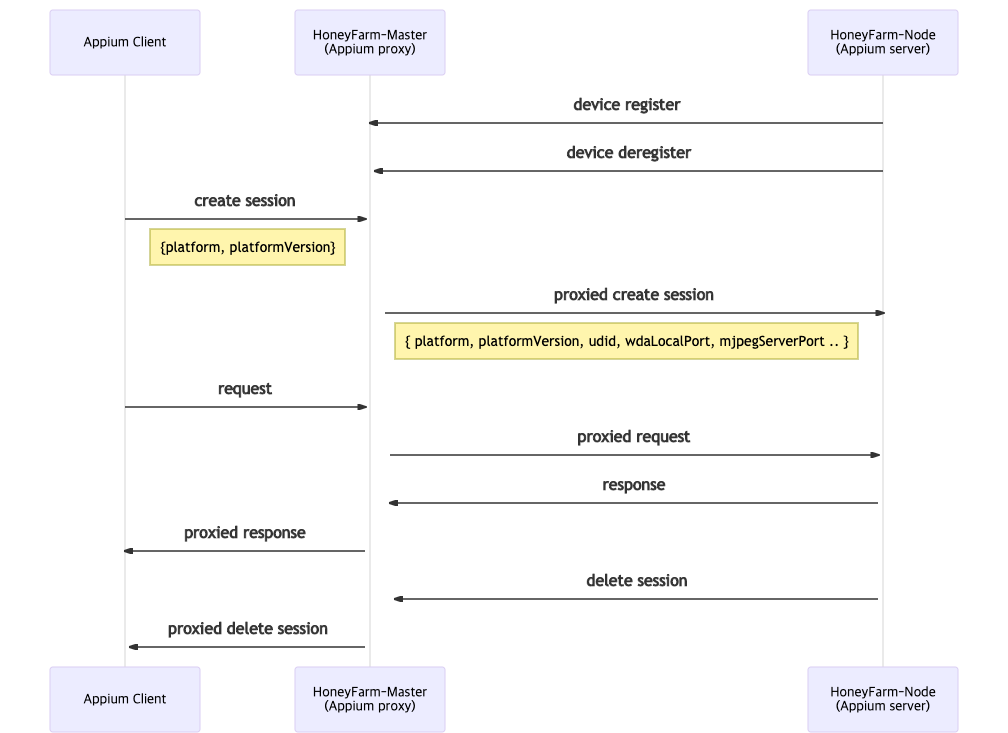 Appium Client
HoneyFarm-Master
(Appium proxy)
HoneyFarm-Node
(Appium server)
device register
device deregister
create session
{platform, platformVersion}
proxied create session
{ platform, platformVersion, udid, wdaLocalPort, mjpegServerPort .. }
request
proxied request
response
proxied response
delete session
proxied delete session
Appium Client
HoneyFarm-Master
(Appium proxy)
HoneyFarm-Node
(Appium server)